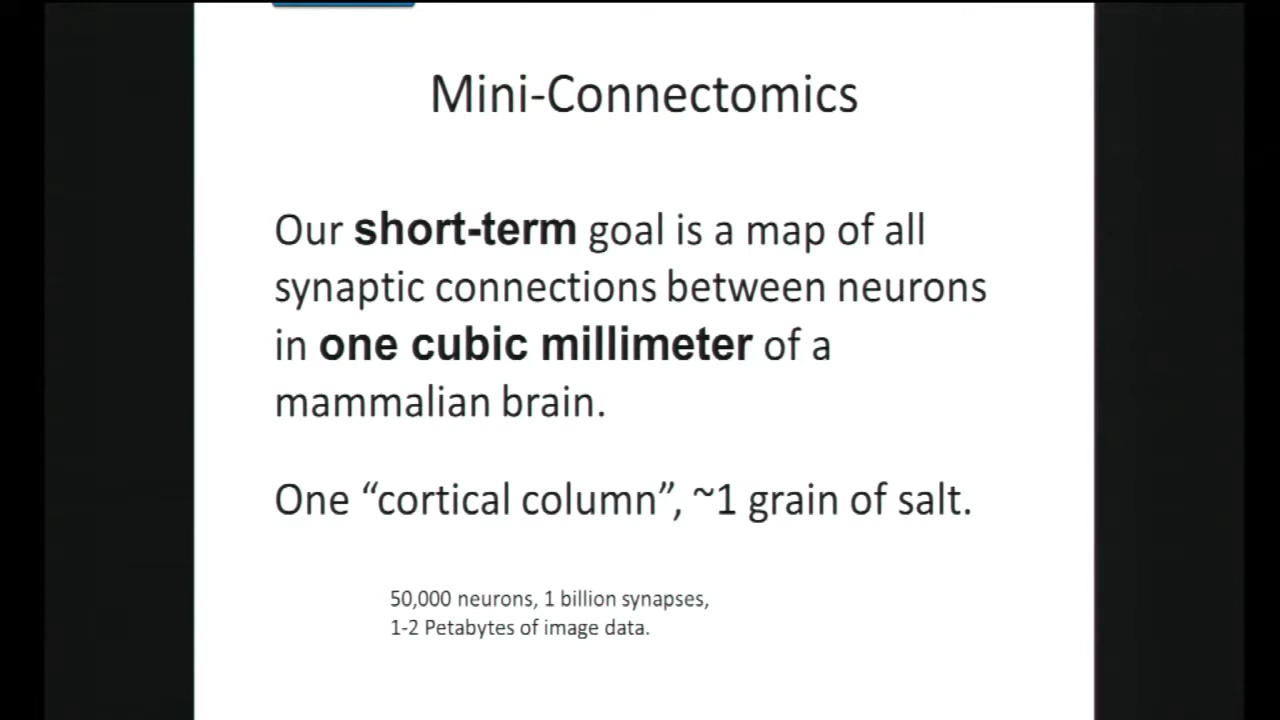 Mini-Connectomics
Our short-term goal is a map of all
synaptic connections between neurons
in one cubic millimeter of a
mammalian brain.
One “cortical column”, ~1 grain of salt.
50,000 neurons, 1 billion synapses,
1-2 Petabytes of image data.